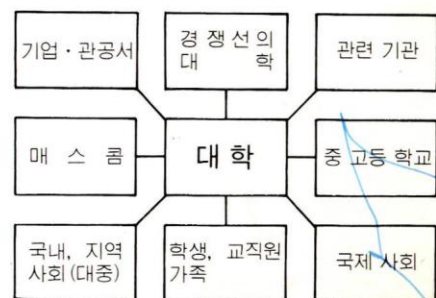 기업·관공서
경쟁선의
대 학
관련 기관
매 스 콤
대학
중 고등 학교
국내, 지역
사회(대중)
학생, 교직원
가족
국제 사회